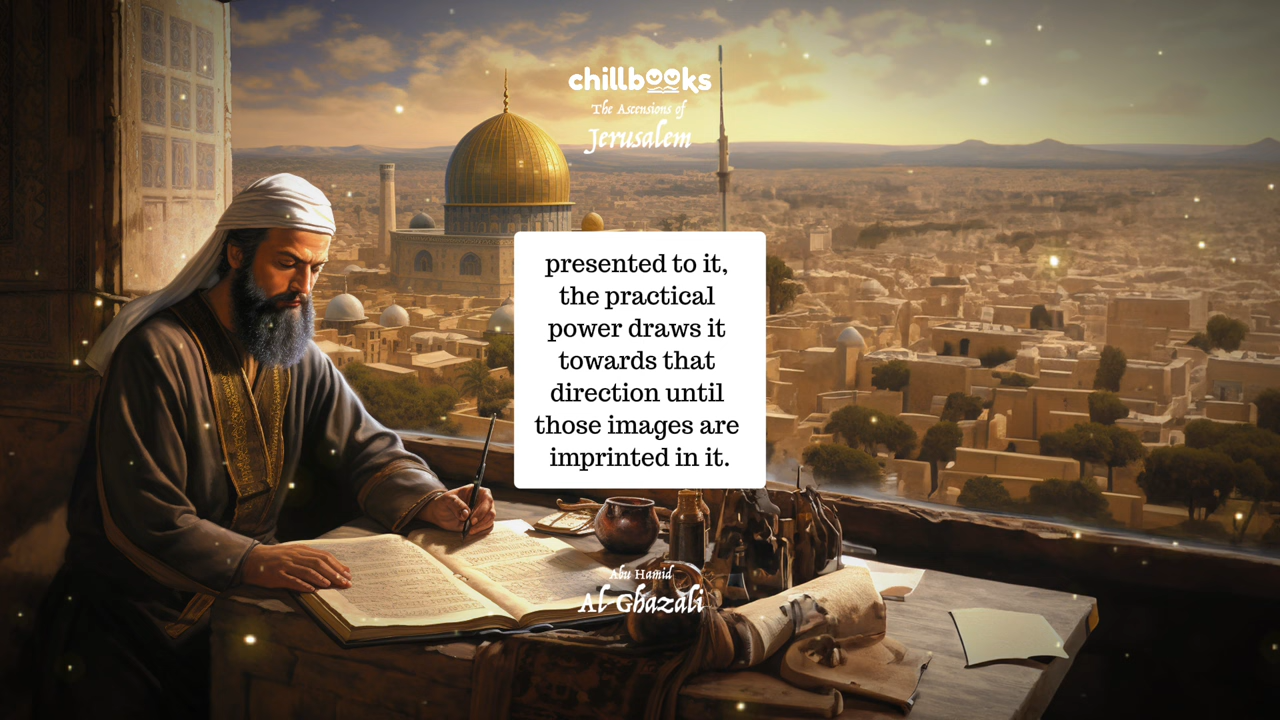 chillbooks
The Ascensions of
Jerusalem
presented to it,
the practical
power draws it
towards that
direction until
those images are
imprinted in it.
Abu Hamid
Al-Ghazali